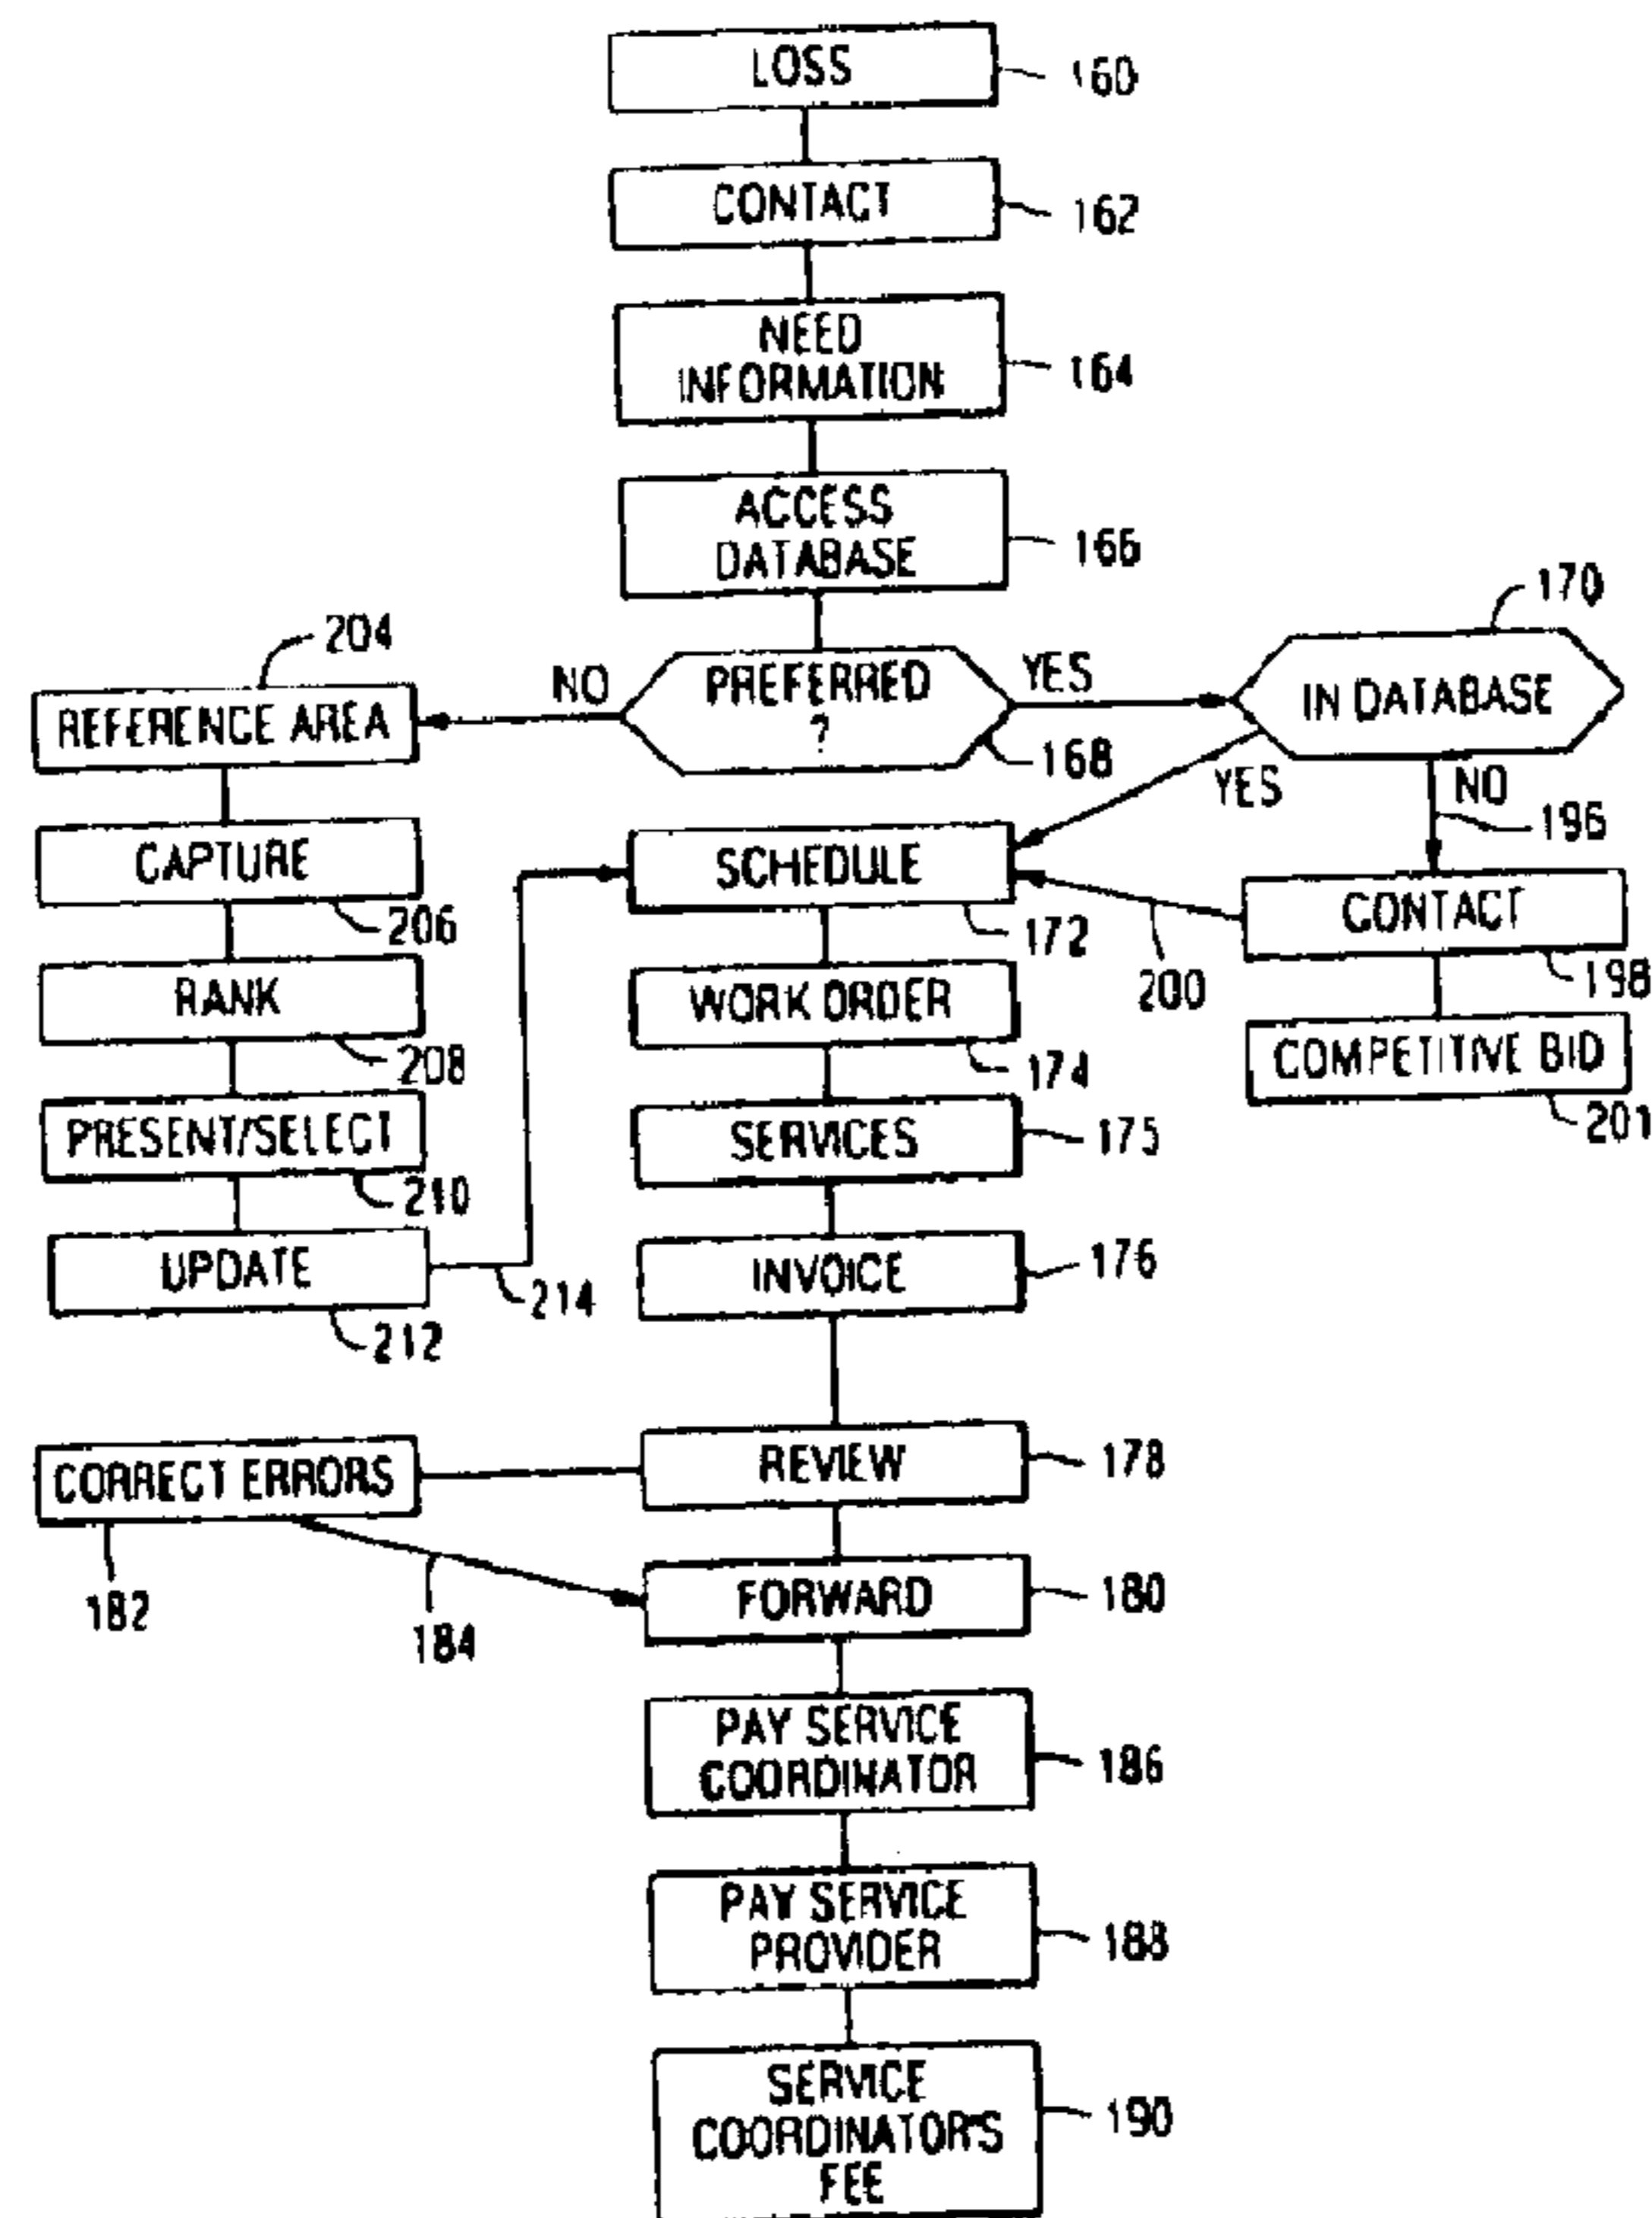 LOSS
160
CONTACT
162
NEED
INFORMATION
164
ACCESS
DATABASE
166
170
204
NO
PREFERRED
?
YES
IN DATABASE
REFERENCE AREA
168
YES
NO
196
CAPTURE
206
SCHEDULE
172
CONTACT
198
200
RANK
208
WORK ORDER
174
COMPETITIVE BID
201
PRESENT/SELECT
210
SERVICES
175
UPDATE
212
214
INVOICE
176
CORRECT ERRORS
182
184
REVIEW
178
FORWARD
180
PAY SERVICE
COORDINATOR
186
PAY SERVICE
PROVIDER
188
SERVICE
COORDINATOR'S
FEE
190